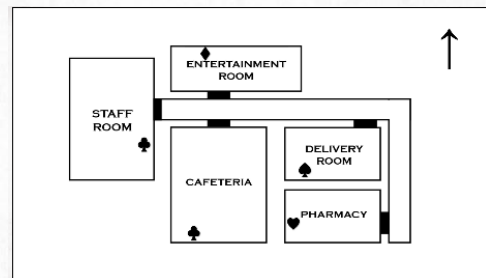 ENTERTAINMENT
ROOM
STAFF
ROOM
DELIVERY
ROOM
CAFETERIA
PHARMACY